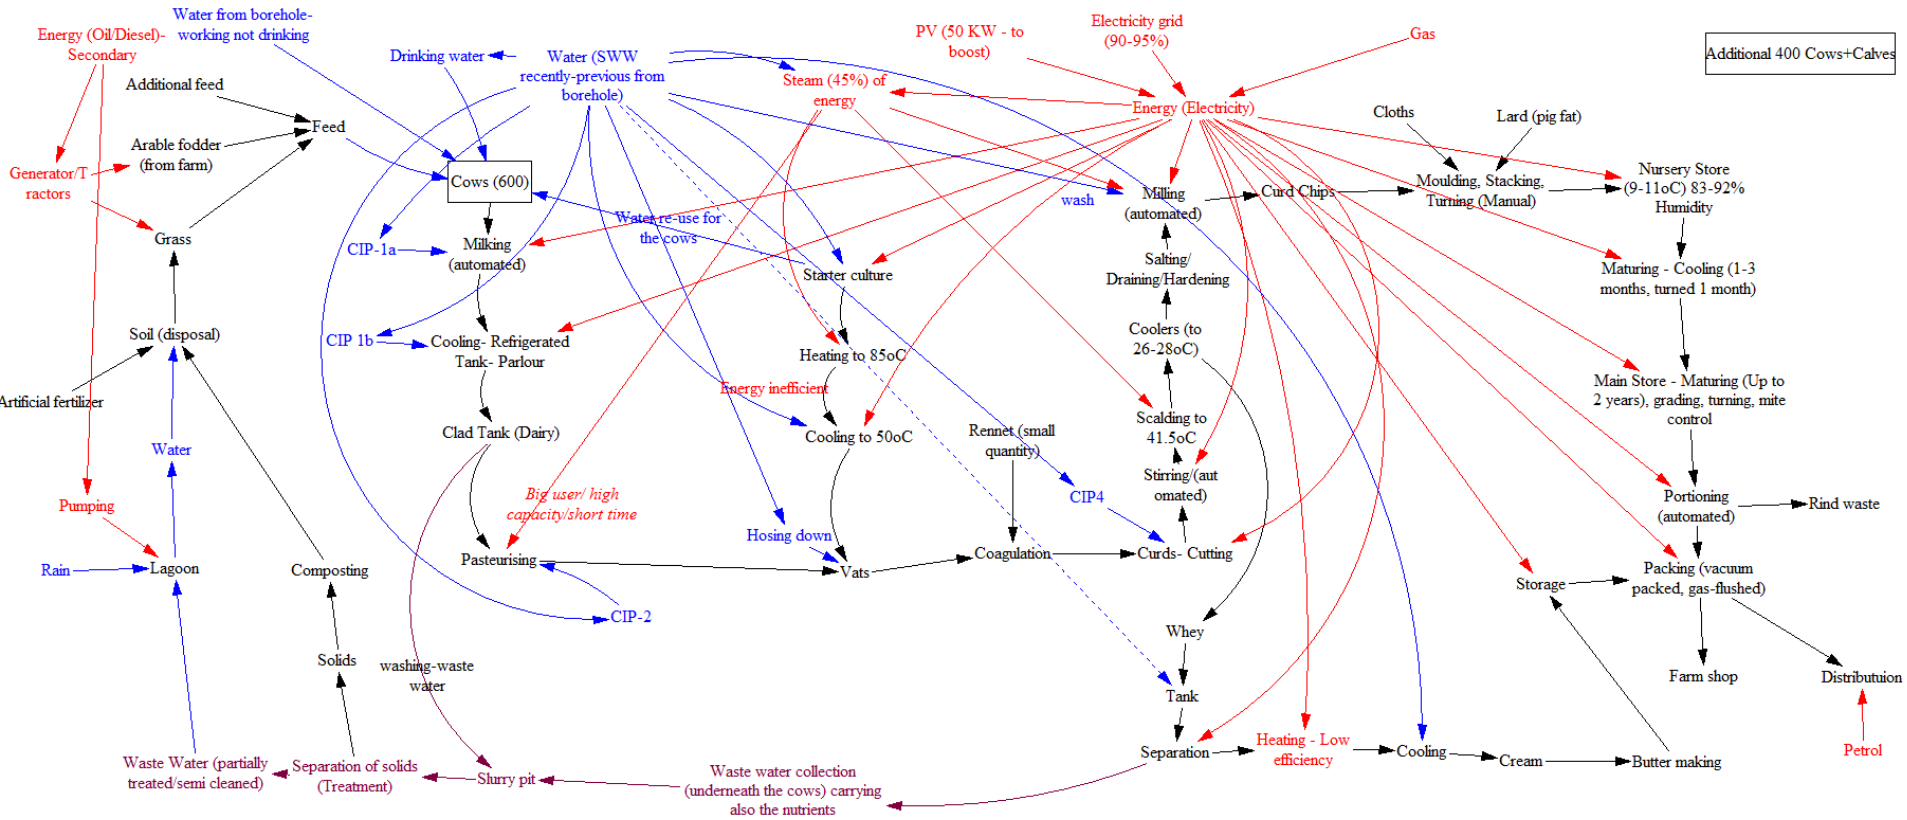 Energy (Oil/Diesel)-
Secondary
Water from borehole-
working not drinking
Drinking water
Water (SWW
recently-previous from
borehole)
Steam (45%) of
energy
PV (50 KW - to
boost)
Electricity grid
(90-95%)
Gas
Additional 400 Cows+Calves
Energy (Electricity)
Additional feed
Feed
Arable fodder
(from farm)
Generator/T
ractors
Cows (600)
Cloths
Lard (pig fat)
Nursery Store
(9-11oC) 83-92%
Humidity
Moulding, Stacking,
Turning (Manual)
Curd Chips
Milling
(automated)
wash
Water re-use for
the cows
Grass
CIP-1a
Milking
(automated)
Starter culture
Salting/
Draining/Hardening
Maturing - Cooling (1-3
months, turned 1 month)
Soil (disposal)
CIP 1b
Cooling- Refrigerated
Tank- Parlour
Heating to 85oC
Coolers (to
26-28oC)
Energy inefficient
Main Store - Maturing (Up to
2 years), grading, turning, mite
control
Artificial fertilizer
Clad Tank (Dairy)
Cooling to 50oC
Rennet (small
quantity)
Scalding to
41.5oC
Water
Stirring/(aut
omated)
Pumping
Big user/ high
capacity/short time
CIP4
Portioning
(automated)
Rind waste
Hosing down
Rain
Lagoon
Composting
Pasteurising
Vats
Coagulation
Curds- Cutting
Storage
Packing (vacuum
packed, gas-flushed)
CIP-2
Whey
Solids
washing-waste
water
Tank
Farm shop
Distributuion
Separation
Heating - Low
efficiency
Cooling
Cream
Butter making
Petrol
Waste Water (partially
treated/semi cleaned)
Separation of solids
(Treatment)
Slurry pit
Waste water collection
(underneath the cows) carrying
also the nutrients